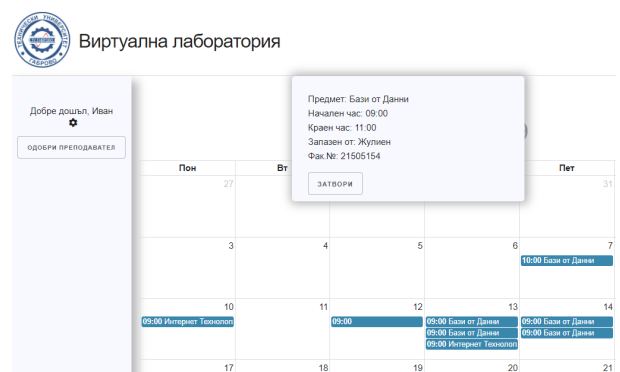 ТЕХНИЧЕСКИ УНИВЕРСИТЕТ
ГАБРОВО
Виртуална лаборатория
Добре дошъл, Иван
ОДОБРИ ПРЕПОДАВАТЕЛ
Предмет: Бази от Данни
Начален час: 09:00
Краен час: 11:00
Запазен от: Жулиен
Фак.№: 21505154
ЗАТВОРИ
Пон Вт Пет
27 31
3 4 5 6 7
10:00 Бази от Данни
10 11 12 13 14
09:00 Интернет Технолог 09:00 09:00 Бази от Данни 09:00 Бази от Данни
09:00 Бази от Данни 09:00 Бази от Данни
09:00 Интернет Технолог
17 18 19 20 21